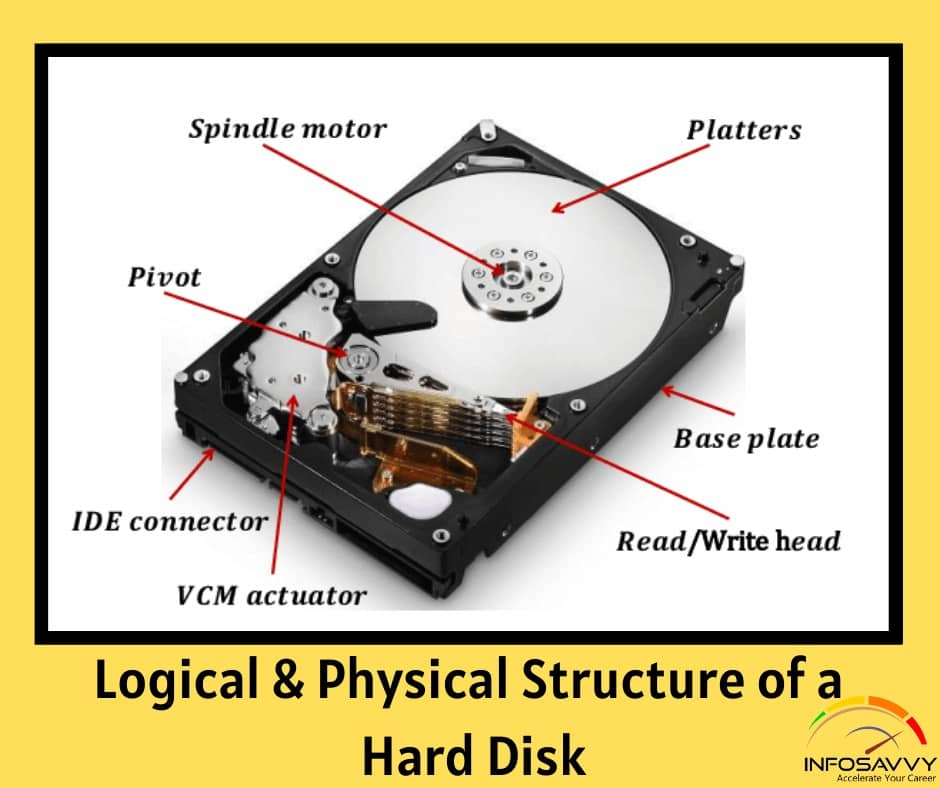 Spindle motor
Platters
Pivot
Base plate
IDE connector
Read/Write head
VCM actuator
Logical & Physical Structure of a
Hard Disk
INFOSAVVY
Accelerate Your Career